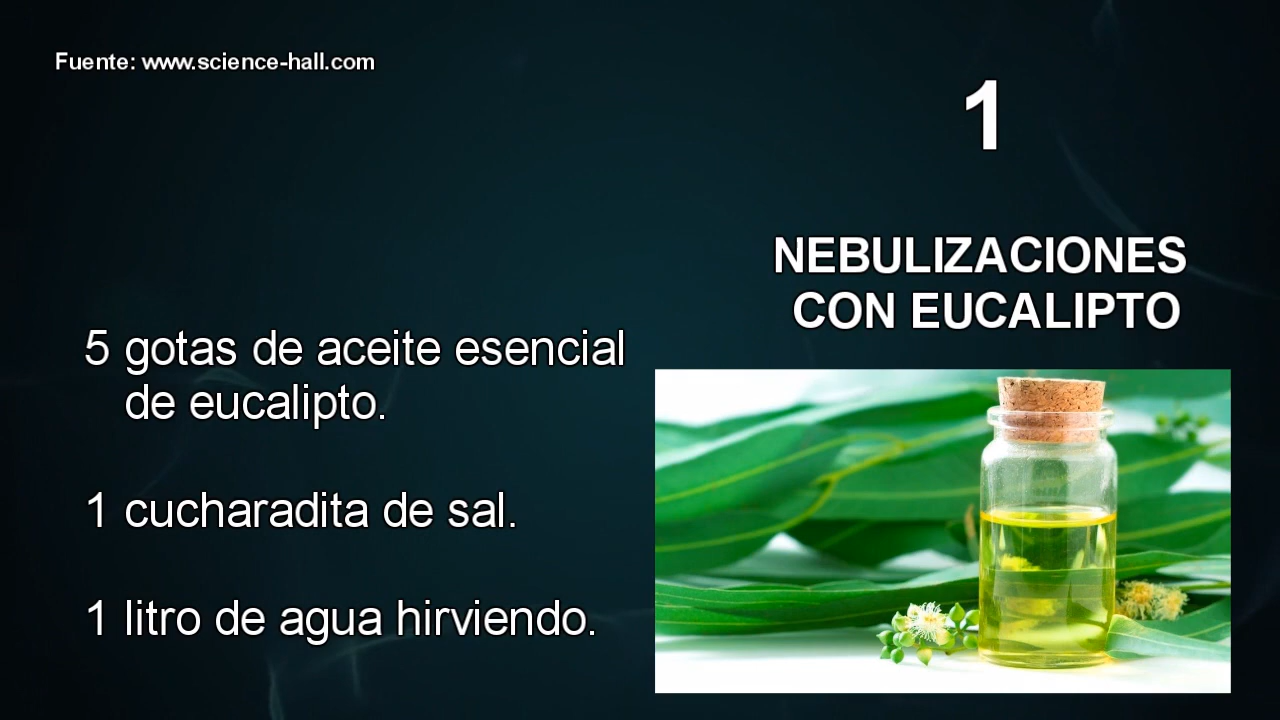 Fuente: www.science-hall.com
1
NEBULIZACIONES
CON EUCALIPTO
5 gotas de aceite esencial
de eucalipto.
1 cucharadita de sal.
1 litro de agua hirviendo.